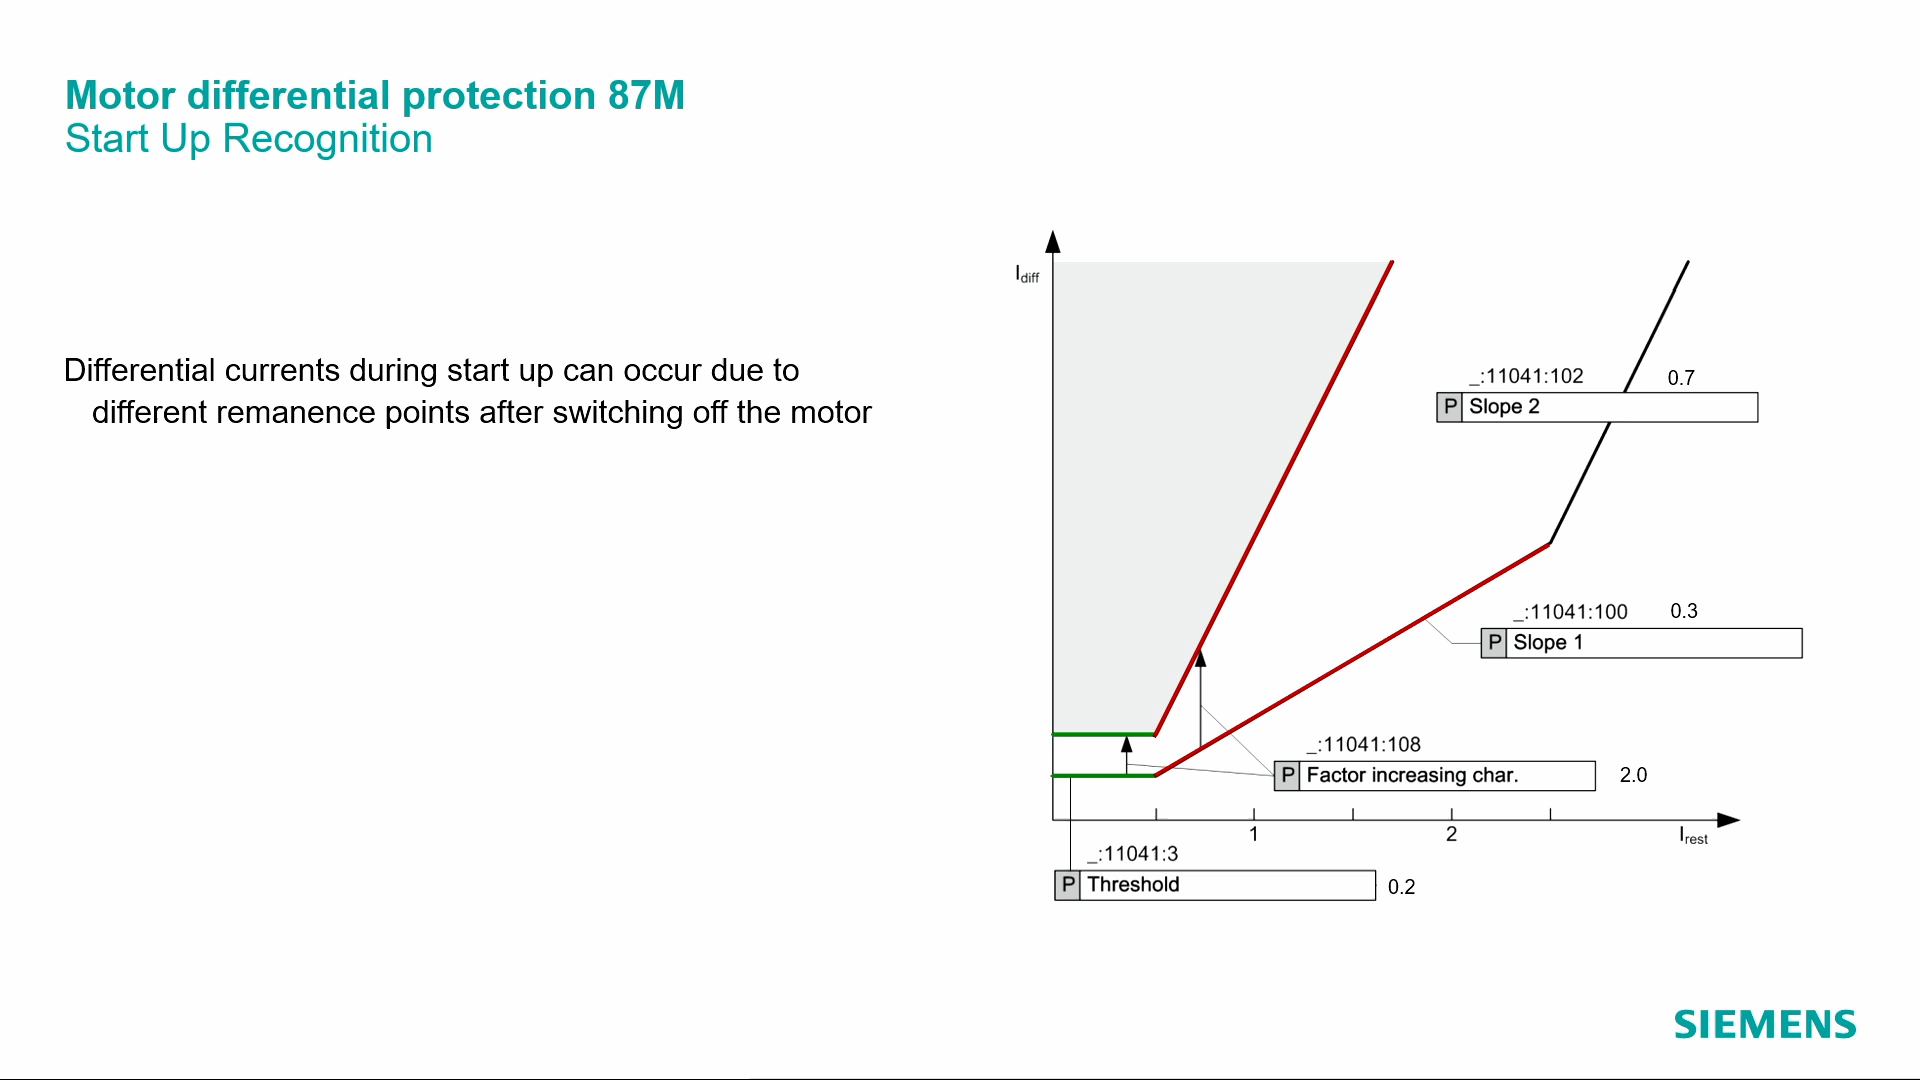 Motor differential protection 87M
Start Up Recognition
Differential currents during start up can occur due to
different remanence points after switching off the motor
Idiff
_:11041:102 0.7
P Slope 2
_:11041:100 0.3
P Slope 1
_:11041:108
P Factor increasing char. 2.0
1 2 Irest
_:11041:3
P Threshold 0.2
SIEMENS